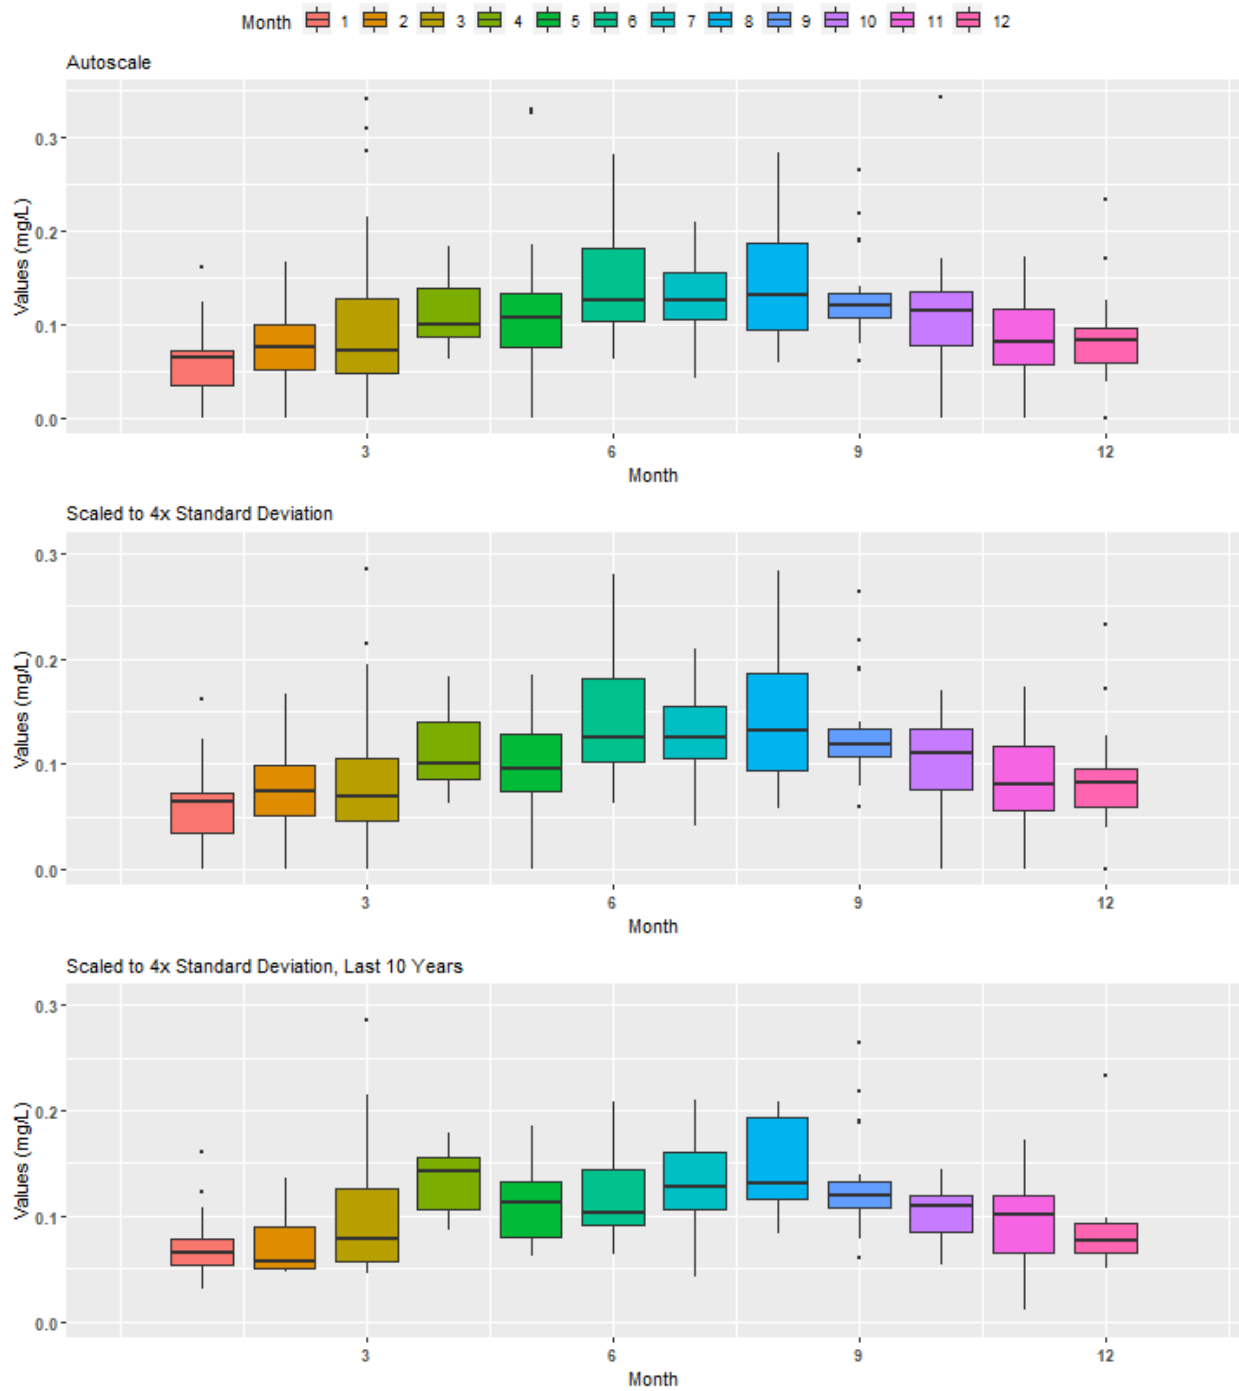 Month 1 2 3 4 5 6 7 8 9 10 11 12
Autoscale
Values (mg/L)
0.3
0.2
0.1
0.0
3 6 9 12
Month
Scaled to 4x Standard Deviation
Values (mg/L)
0.3
0.2
0.1
0.0
3 6 9 12
Month
Scaled to 4x Standard Deviation, Last 10 Years
Values (mg/L)
0.3
0.2
0.1
0.0
3 6 9 12
Month